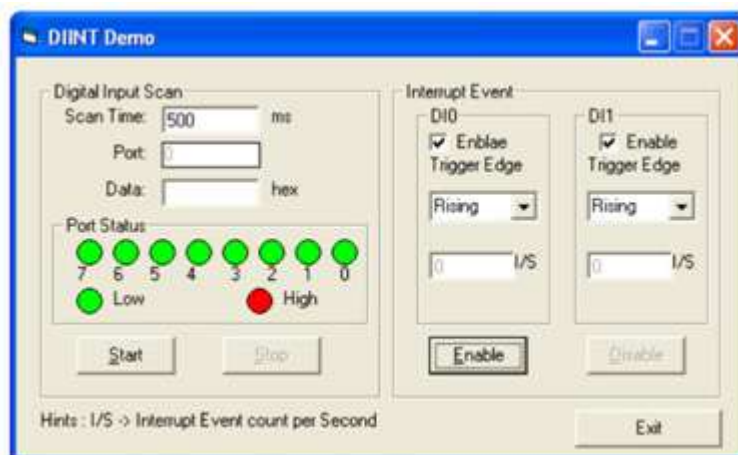 DIINT Demo
Digital Input Scan
Scan Time: 500 ms
Port: 0
Data: hex
Port Status
7 6 5 4 3 2 1 0
Low High
Start Stop
Interrupt Event
DI0
Enblae
Trigger Edge
Rising
0 I/S
Enable
DI1
Enable
Trigger Edge
Rising
0 I/S
Disable
Hints : I/S -> Interrupt Event count per Second
Exit